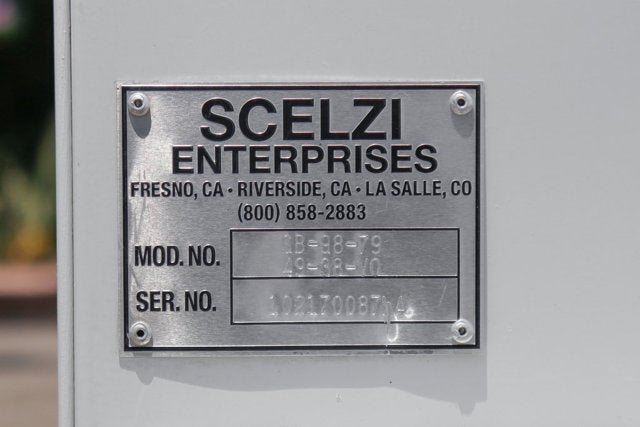 SCELZI
ENTERPRISES
FRESNO, CA · RIVERSIDE, CA · LA SALLE, CO
(800) 858-2883
MOD. NO.
SER. NO.